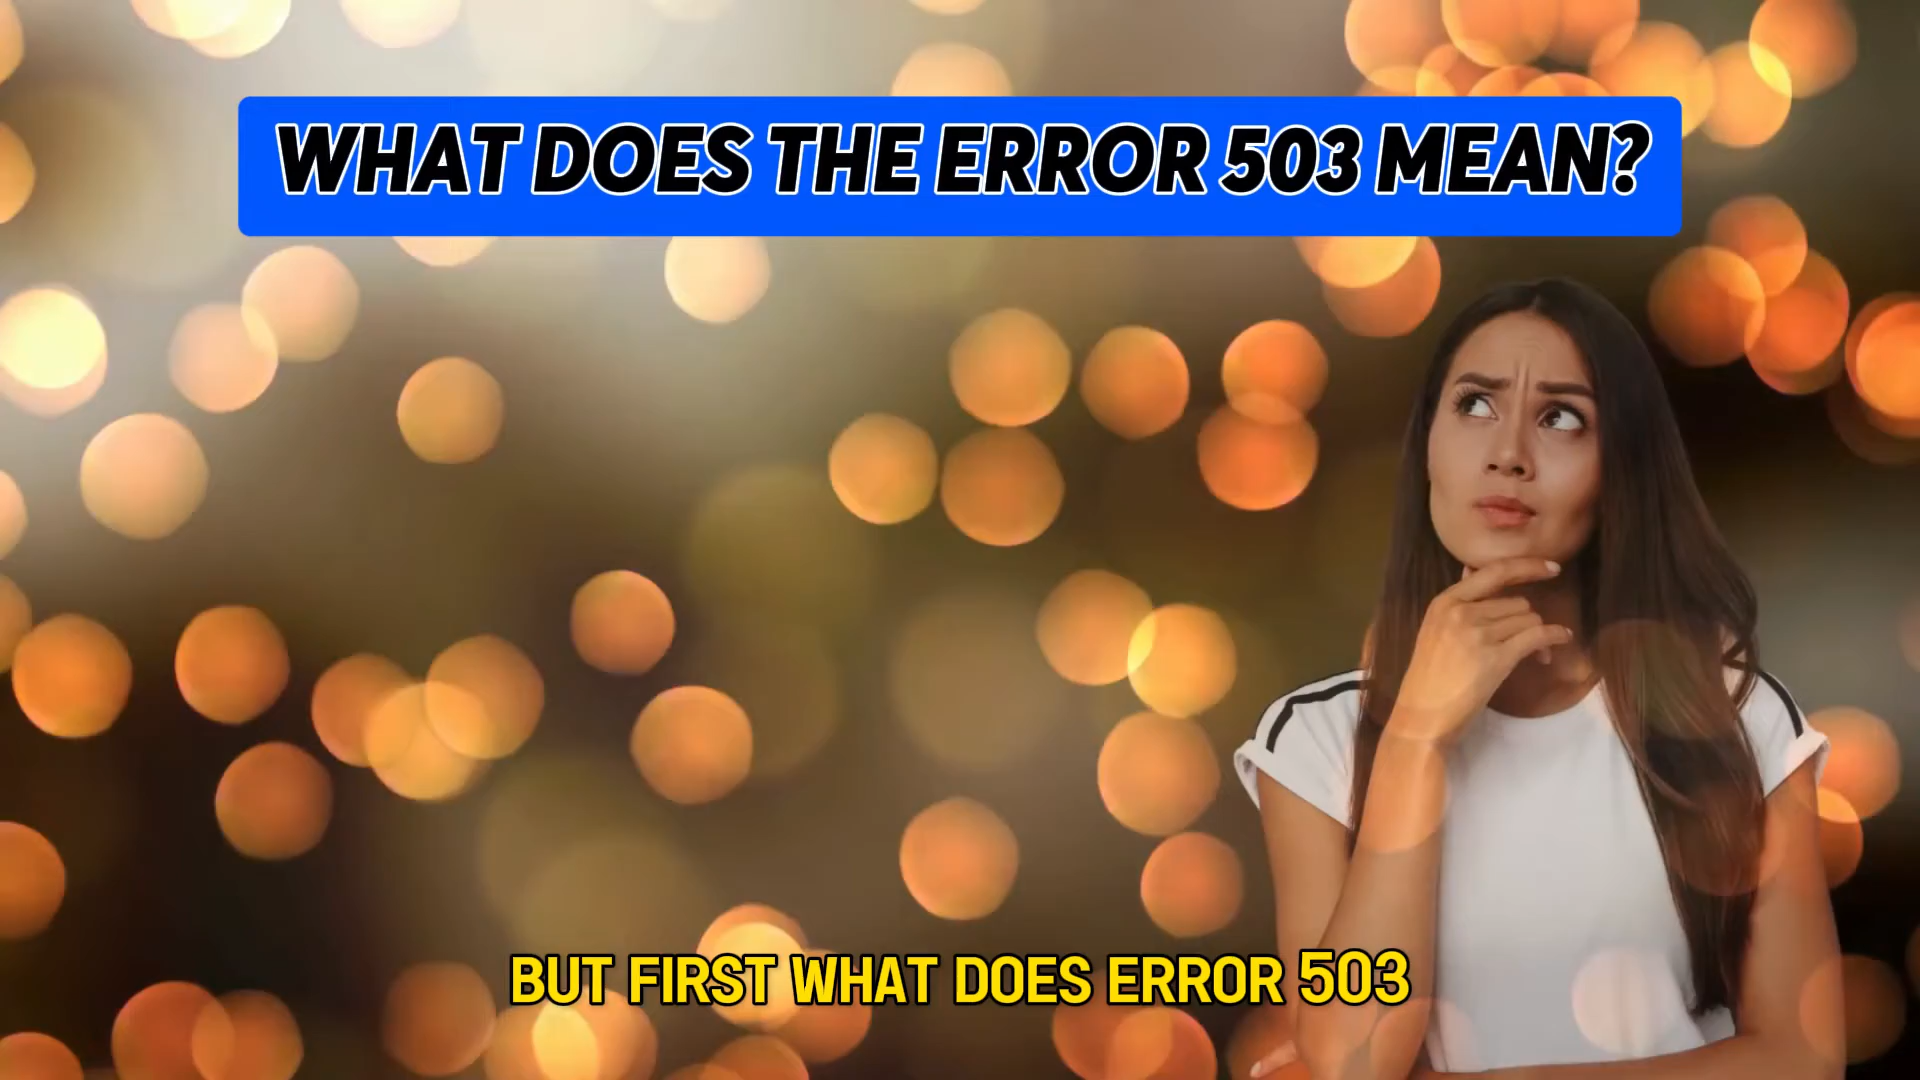 WHAT DOES THE ERROR 503 MEAN?
BUT FIRST WHAT DOES ERROR 503